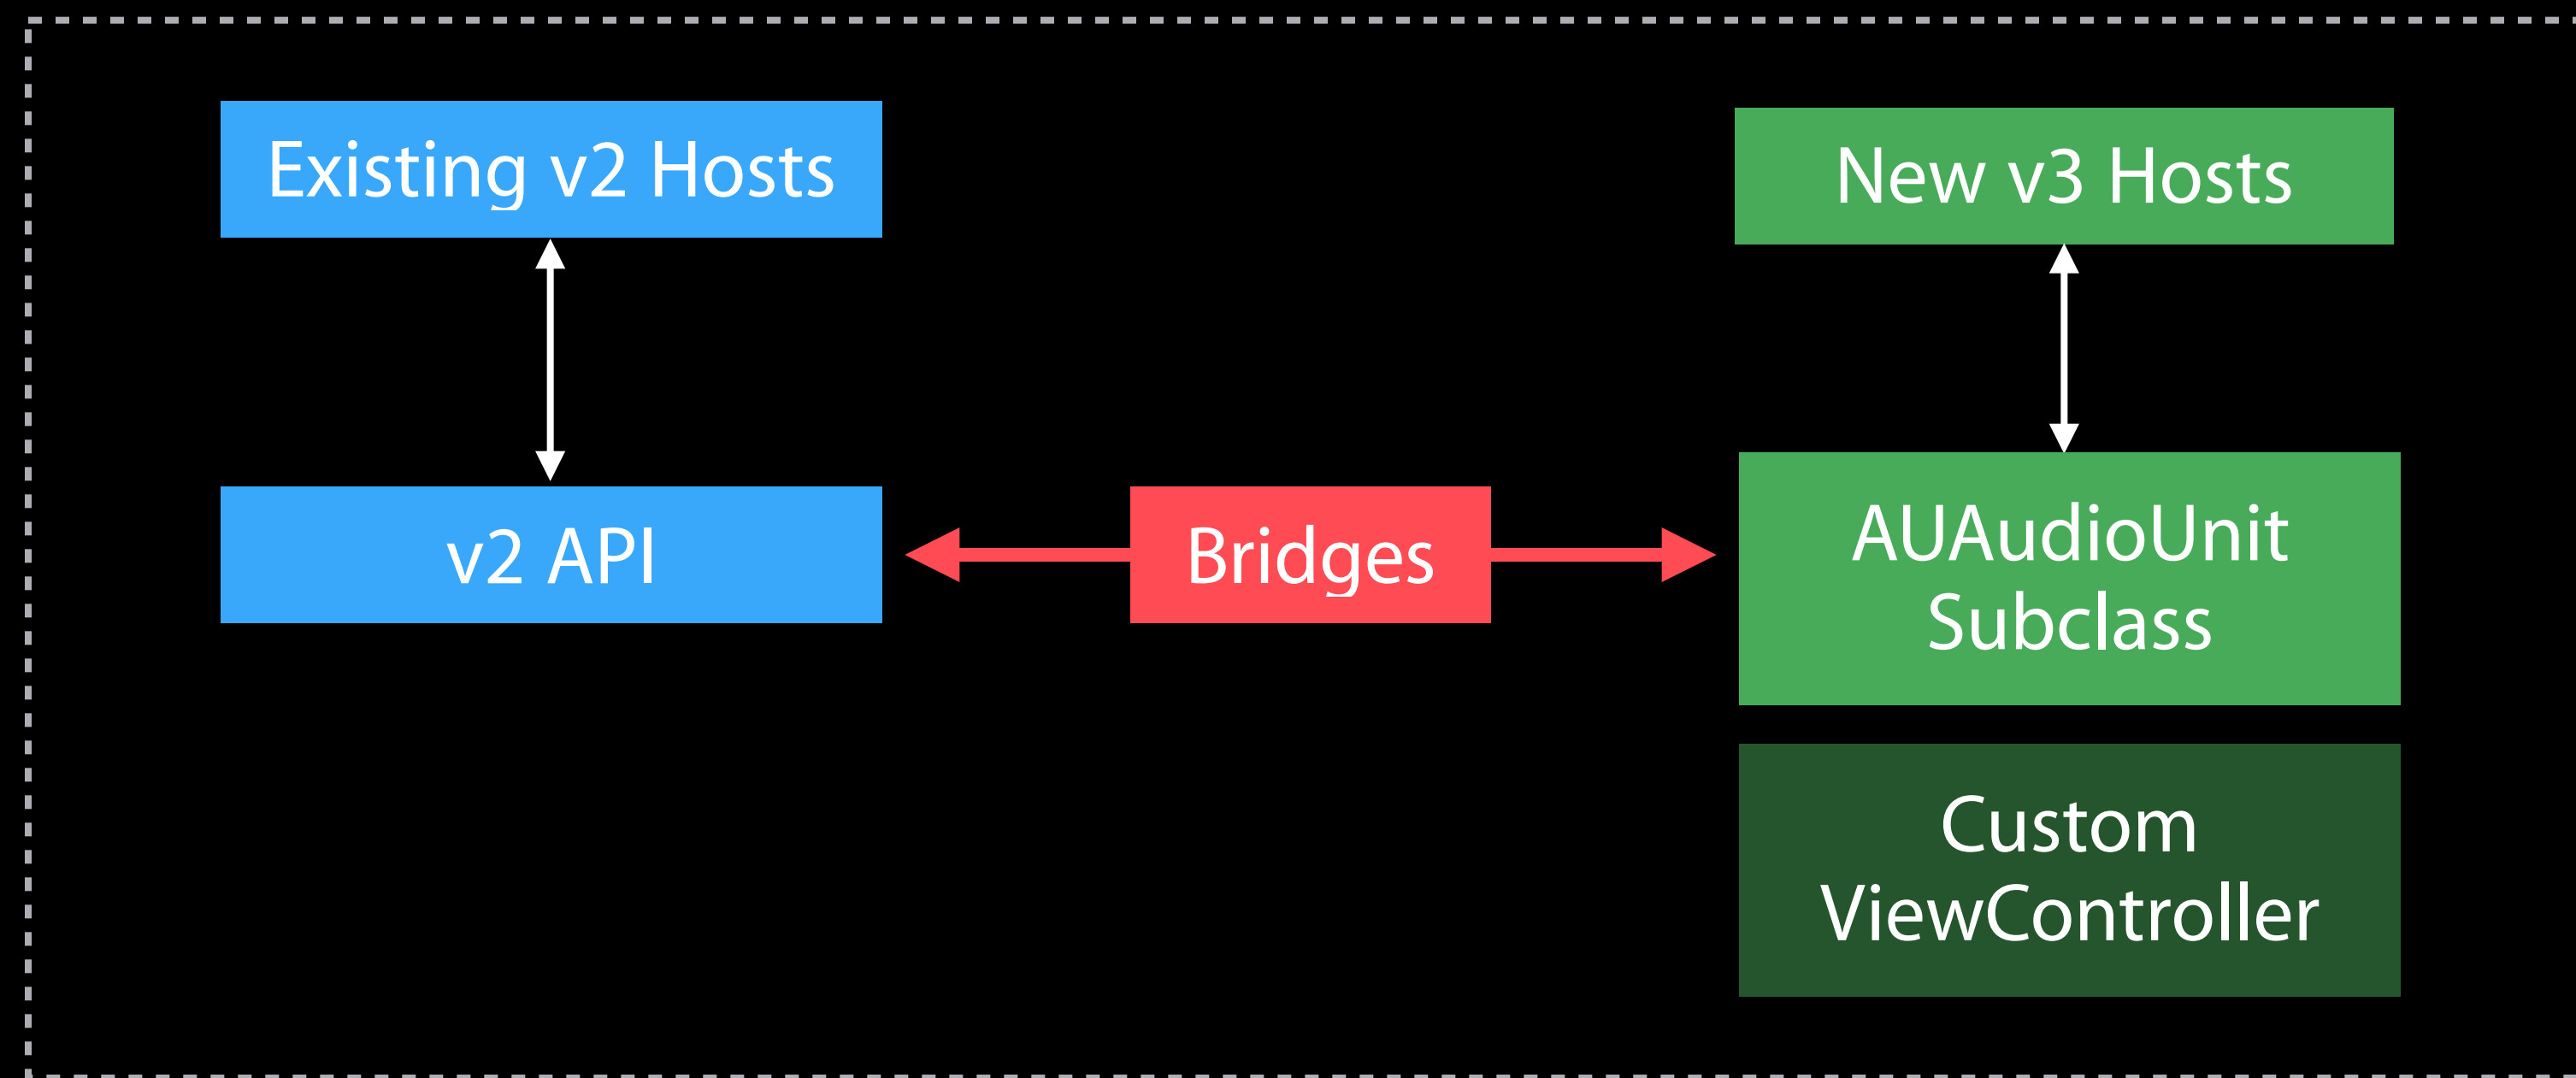 Existing v2 Hosts
New v3 Hosts
v2 API
Bridges
AUAudioUnit
Subclass
Custom
ViewController